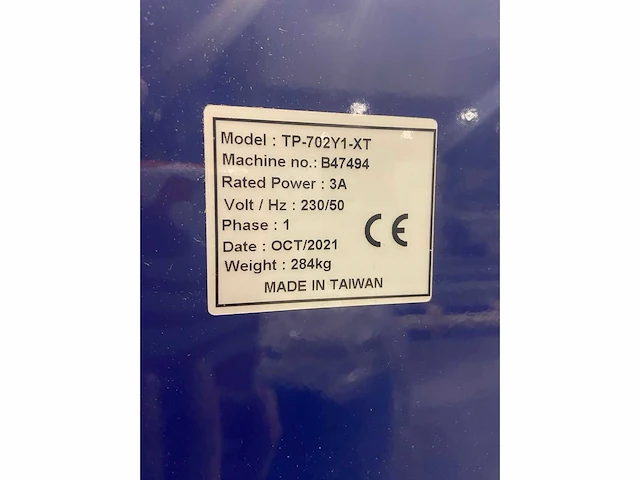 Model : TP-702Y1-XT
Machine no.: B47494
Rated Power : 3A
Volt / Hz : 230/50
Phase : 1
Date : OCT/2021
Weight : 284kg
CE
MADE IN TAIWAN